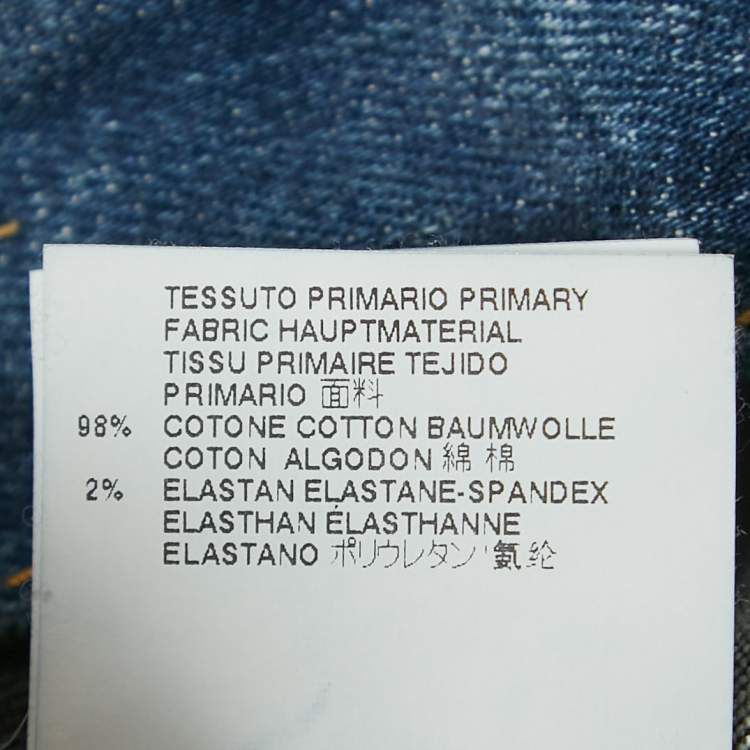 TESSUTO PRIMARIO PRIMARY
FABRIC HAUPTMATERIAL
TISSU PRIMAIRE TEJIDO
PRIMARIO 面料
98% COTONE COTTON BAUMWOLLE
COTON ALGODON 綿 棉
2% ELASTAN ELASTANE-SPANDEX
ELASTHAN ÉLASTHANNE
ELASTANO ポリウレタン 氨纶